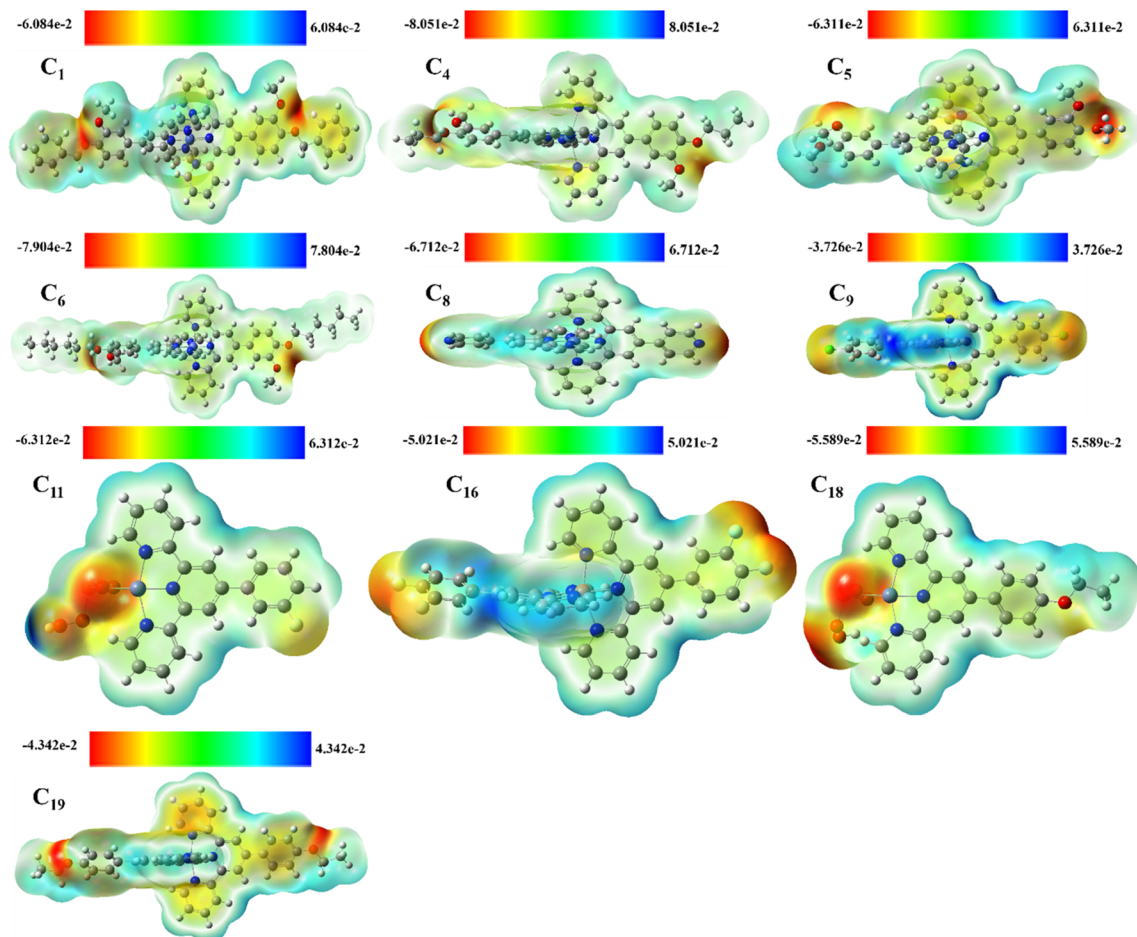 -6.084e-2 6.084e-2
-8.051e-2 8.051e-2
-6.311e-2 6.311e-2
C1
C4
C5
-7.904e-2 7.804e-2
-6.712e-2 6.712e-2
-3.726e-2 3.726e-2
C6
C8
C9
-6.312e-2 6.312e-2
-5.021e-2 5.021e-2
-5.589e-2 5.589e-2
C11
C16
C18
-4.342e-2 4.342e-2
C19